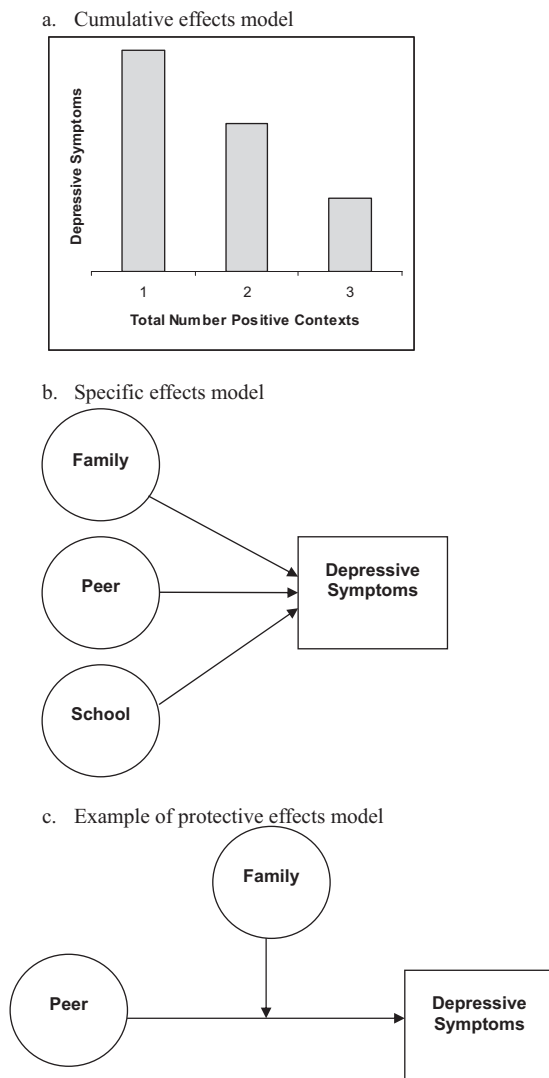 a. Cumulative effects model
Depressive Symptoms
1 2 3
Total Number Positive Contexts
b. Specific effects model
Family
Peer
School
Depressive
Symptoms
c. Example of protective effects model
Family
Peer
Depressive
Symptoms